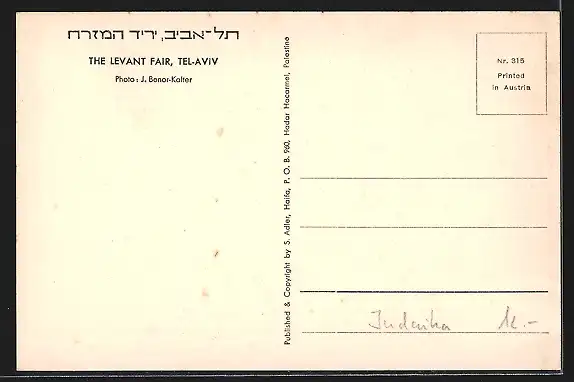 תל-אביב, יריד המזרח
THE LEVANT FAIR, TEL-AVIV
Photo: J. Benor-Kalter
Published & Copyright by S. Adler, Haifa, P. O. B. 980, Hadar Hacarmel, Palestine
Nr. 315
Printed
in Austria
Judaika